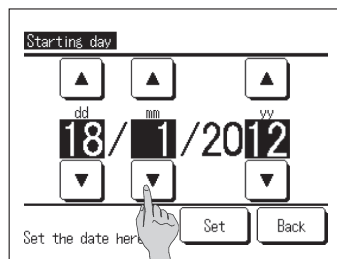 Starting day
dd mm yy
18/ 1/2012
Set Back
Set the date here